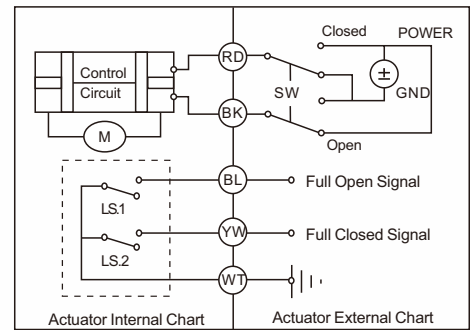 Closed POWER
RD
Control
Circuit
±
SW
GND
BK
M
Open
BL
Full Open Signal
LS.1
YW
Full Closed Signal
LS.2
WT
Actuator Internal Chart
Actuator External Chart